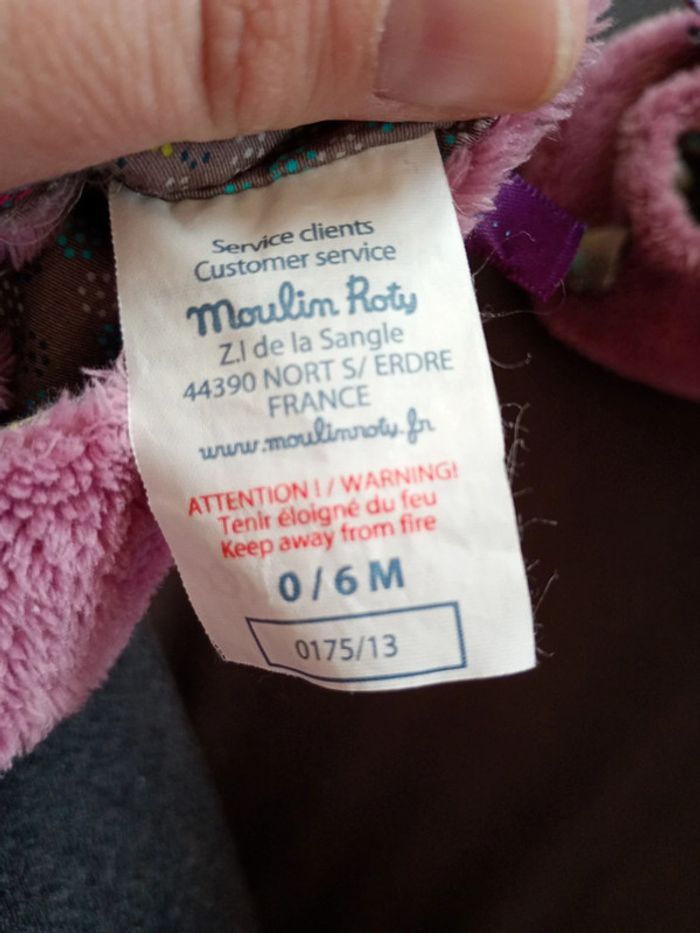 Service clients
Customer service
Moulin Roty
Z.I de la Sangle
44390 NORT S/ ERDRE
FRANCE
www.moulinroty.fr
ATTENTION ! / WARNING!
Tenir éloigné du feu
Keep away from fire
0 / 6 M
0175/13